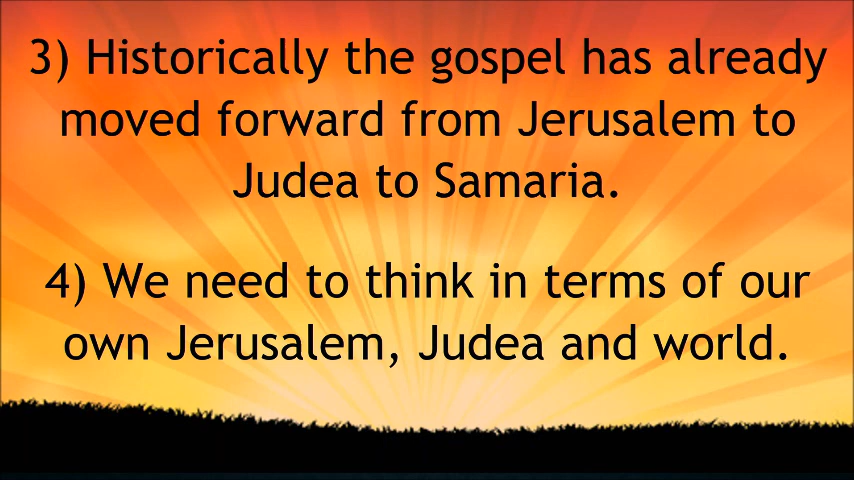 3) Historically the gospel has already
moved forward from Jerusalem to
Judea to Samaria.
4) We need to think in terms of our
own Jerusalem, Judea and world.